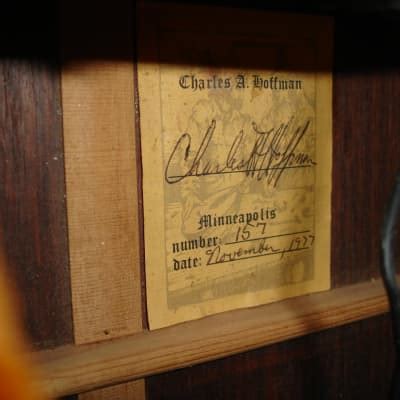 Charles A. Hoffman
Charles A. Hoffman
Minneapolis
number: 157
date: November, 1977